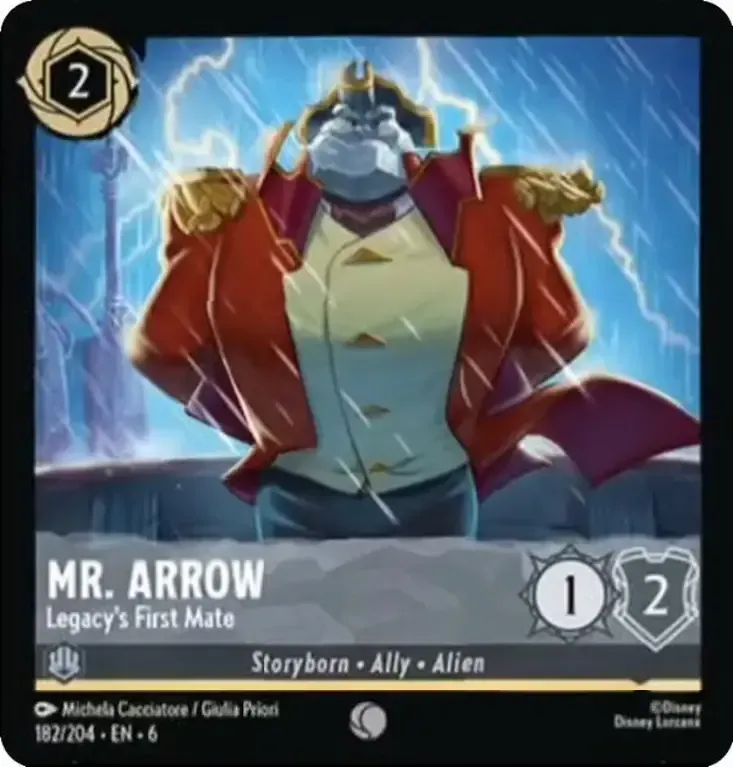 2
MR. ARROW
Legacy's First Mate
1
2
Storyborn • Ally • Alien
Michela Cacciatore / Giulia Priori
182/204 • EN • 6
©Disney
Disney Lorcana